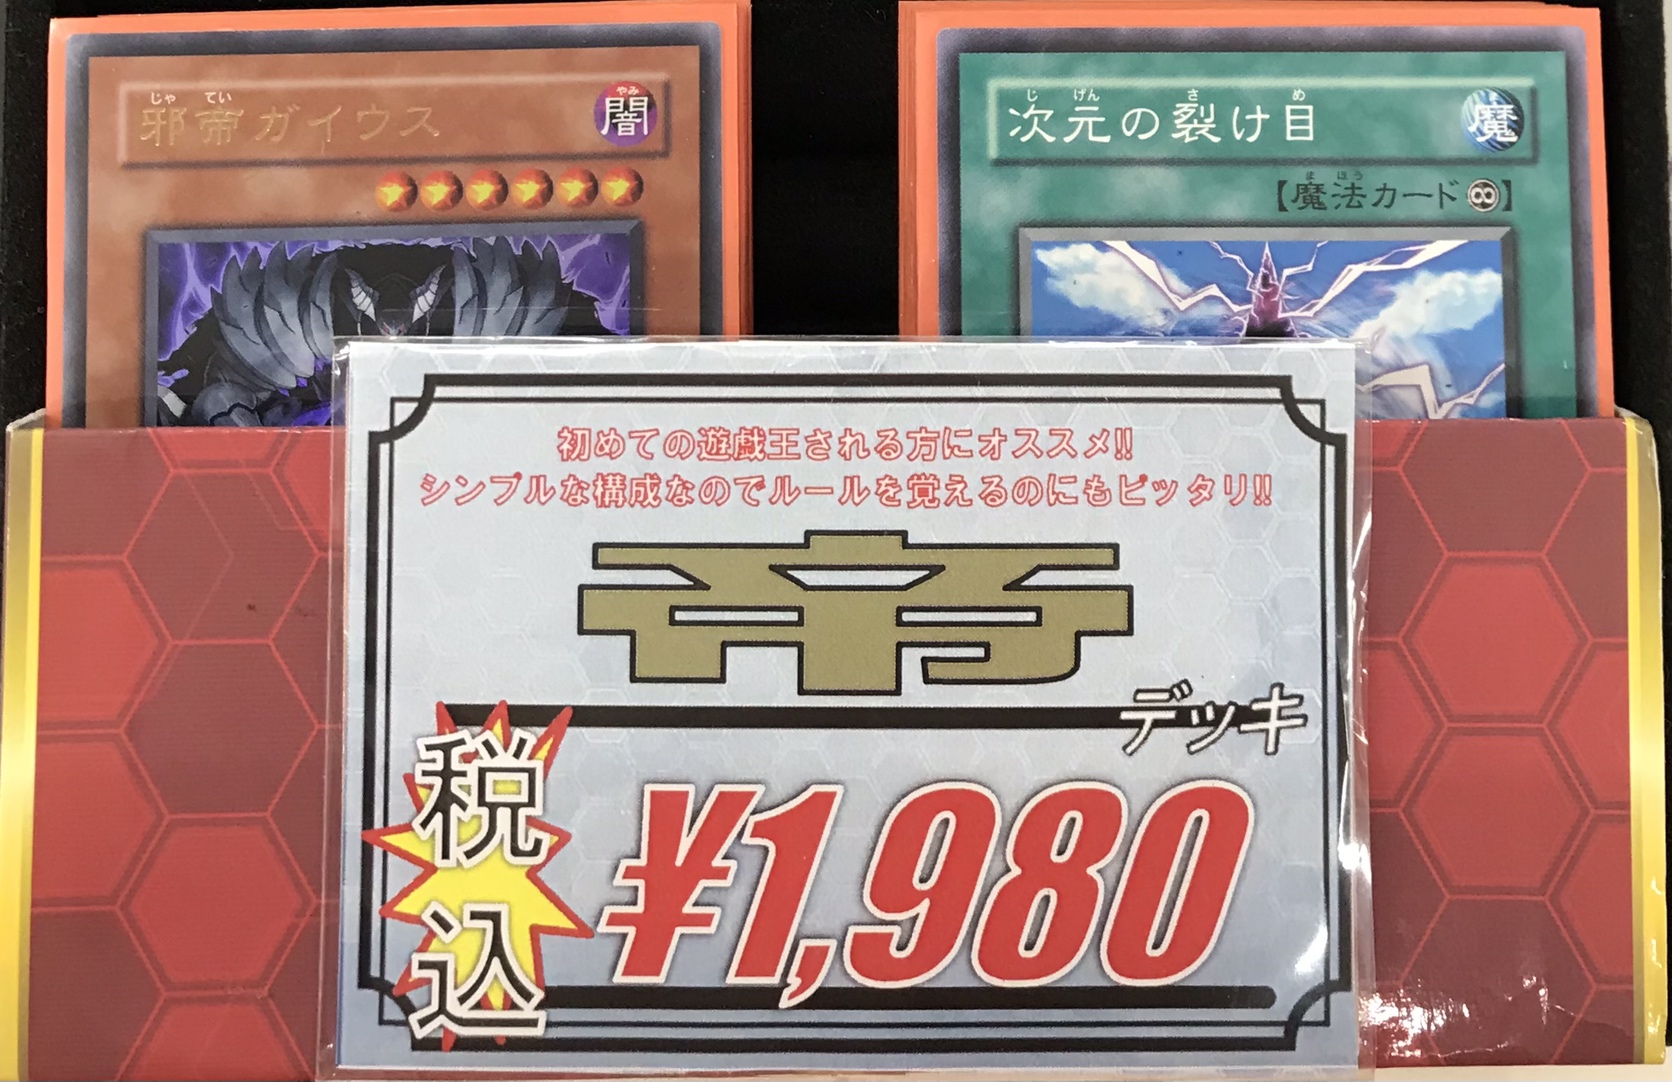 邪帝ガイウス
じゃ てい
闇
やみ
次元の裂け目
じ げん さ め
魔
【魔法カード∞】
ま ほう
初めての遊戯王される方にオススメ!!
シンプルな構成なのでルールを覚えるのにもピッタリ!!
帝
デッキ
税込
¥1,980